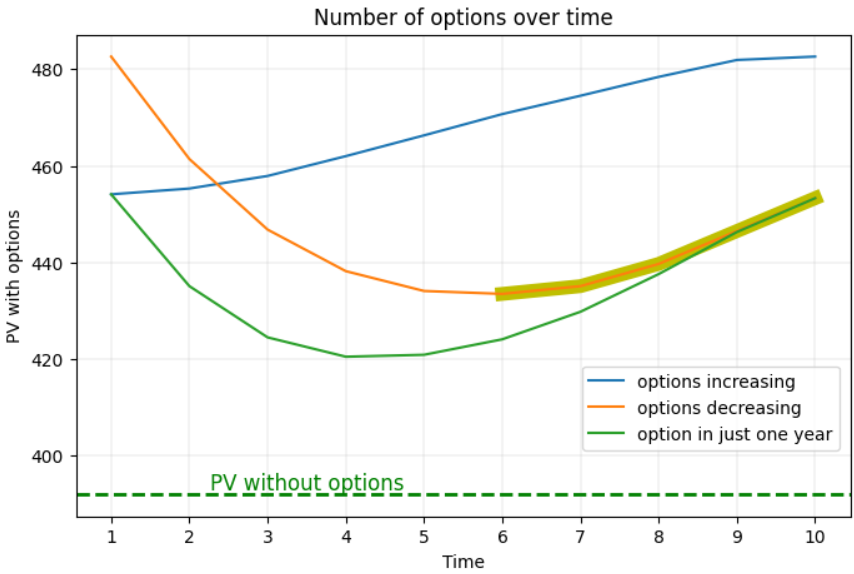 Number of options over time
PV with options
480
460
440
420
400
options increasing
options decreasing
option in just one year
PV without options
1 2 3 4 5 6 7 8 9 10
Time